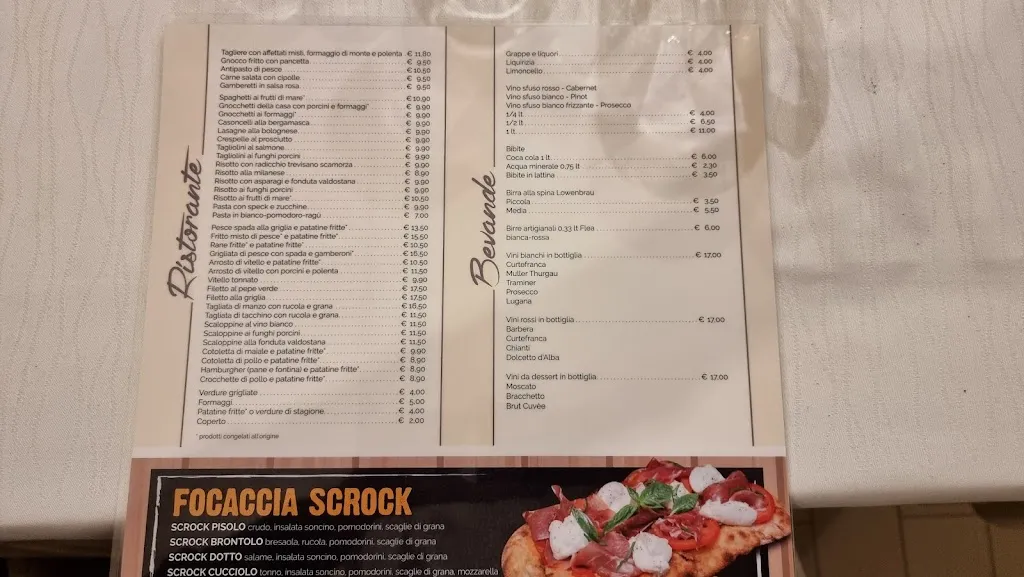 Ristorante
Tagliere con affettati misti, formaggio di monte e polenta € 11,80
Gnocco fritto con pancetta € 9,50
Antipasto di pesce € 10,50
Carne salata con cipolle € 9,50
Gamberetti in salsa rosa € 9,50
Spaghetti ai frutti di mare* € 10,90
Gnocchetti della casa con porcini e formaggi* € 9,90
Gnocchetti ai formaggi* € 9,90
Casoncelli alla bergamasca € 9,90
Lasagne alla bolognese € 9,90
Crespelle al prosciutto € 9,90
Tagliolini al salmone € 9,90
Tagliolini ai funghi porcini € 9,90
Risotto con radicchio trevisano scamorza € 9,90
Risotto alla milanese € 8,90
Risotto con asparagi e fonduta valdostana € 9,90
Risotto ai funghi porcini € 9,90
Risotto ai frutti di mare* € 10,50
Pasta con speck e zucchine € 9,90
Pasta in bianco-pomodoro-ragù € 7,00
Pesce spada alla griglia e patatine fritte* € 13,50
Fritto misto di pesce* e patatine fritte* € 15,50
Rane fritte* e patatine fritte* € 10,50
Grigliata di pesce con spada e gamberoni* € 16,50
Arrosto di vitello e patatine fritte* € 10,50
Arrosto di vitello con porcini e polenta € 11,50
Vitello tonnato € 9,90
Filetto al pepe verde € 17,50
Filetto alla griglia € 17,50
Tagliata di manzo con rucola e grana € 16,50
Tagliata di tacchino con rucola e grana € 11,50
Scaloppine al vino bianco € 11,50
Scaloppine ai funghi porcini € 11,50
Scaloppine alla fonduta valdostana € 11,50
Cotoletta di maiale e patatine fritte* € 9,90
Cotoletta di pollo e patatine fritte* € 8,90
Hamburgher (pane e fontina) e patatine fritte* € 8,90
Crocchette di pollo e patatine fritte* € 8,90
Verdure grigliate € 4,00
Formaggi € 5,00
Patatine fritte* o verdure di stagione € 4,00
Coperto € 2,00
* prodotti congelati all'origine
Bevande
Grappe e liquori € 4,00
Liquirizia € 4,00
Limoncello € 4,00
Vino sfuso rosso - Cabernet
Vino sfuso bianco - Pinot
Vino sfuso bianco frizzante - Prosecco
1/4 lt € 4,00
1/2 lt € 6,50
1 lt € 11,00
Bibite
Coca cola 1 lt € 6,00
Acqua minerale 0,75 lt € 2,30
Bibite in lattina € 3,50
Birra alla spina Lowenbrau
Piccola € 3,50
Media € 5,50
Birre artigianali 0,33 lt Flea € 6,00
bianca-rossa
Vini bianchi in bottiglia € 17,00
Curtefranca
Muller Thurgau
Traminer
Prosecco
Lugana
Vini rossi in bottiglia € 17,00
Barbera
Curtefranca
Chianti
Dolcetto d'Alba
Vini da dessert in bottiglia € 17,00
Moscato
Bracchetto
Brut Cuvée
FOCACCIA SCROCK
SCROCK PISOLO crudo, insalata soncino, pomodorini, scaglie di grana
SCROCK BRONTOLO bresaola, rucola, pomodorini, scaglie di grana
SCROCK DOTTO salame, insalata soncino, pomodorini, scaglie di grana
SCROCK CUCCIOLO tonno, insalata soncino, pomodorini, scaglie di grana, mozzarella